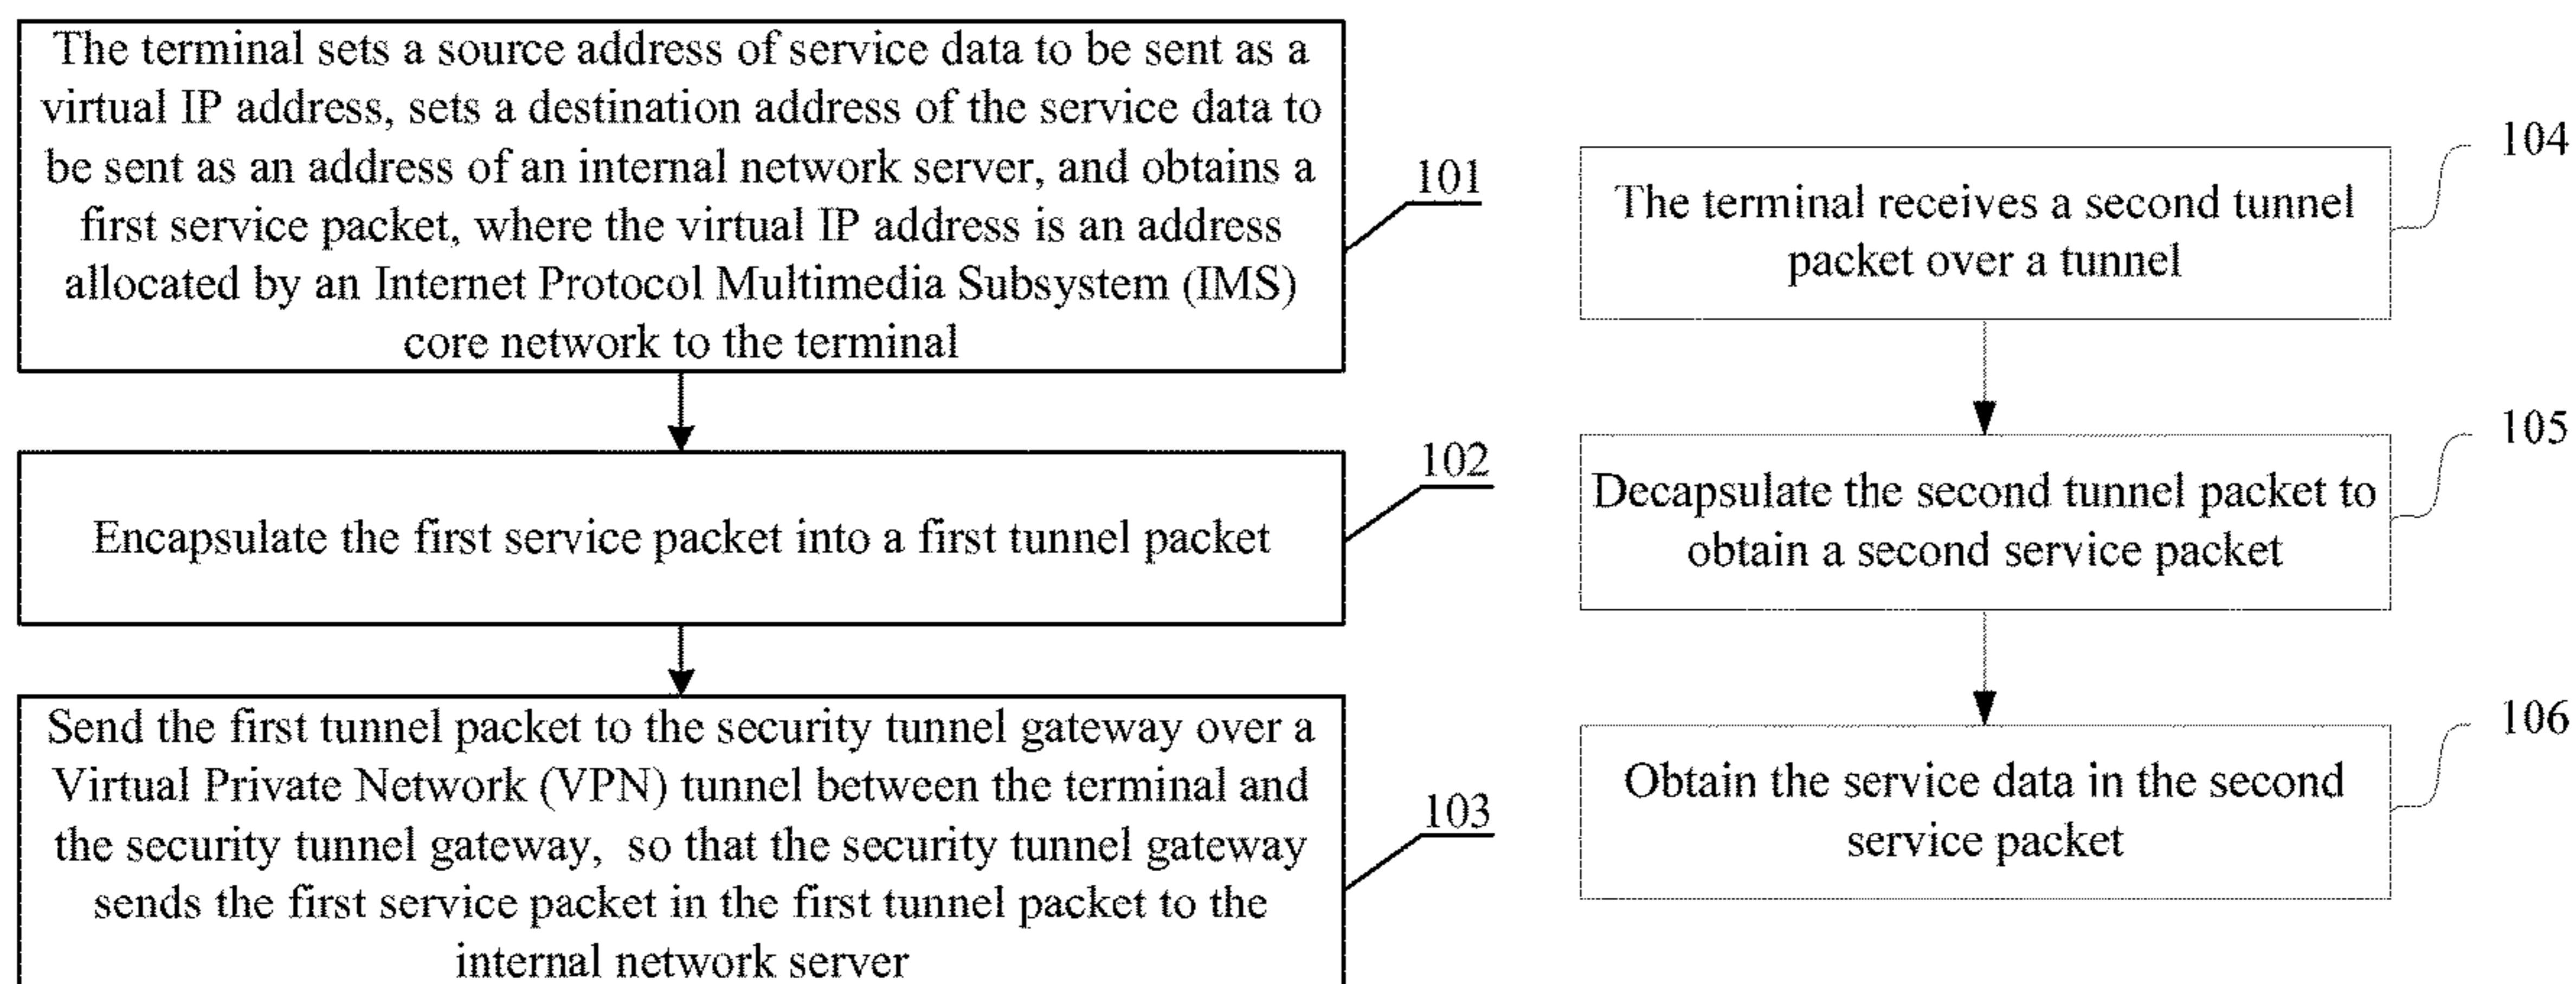 The terminal sets a source address of service data to be sent as a
virtual IP address, sets a destination address of the service data to
be sent as an address of an internal network server, and obtains a
first service packet, where the virtual IP address is an address
allocated by an Internet Protocol Multimedia Subsystem (IMS)
core network to the terminal
101
Encapsulate the first service packet into a first tunnel packet
102
Send the first tunnel packet to the security tunnel gateway over a
Virtual Private Network (VPN) tunnel between the terminal and
the security tunnel gateway, so that the security tunnel gateway
sends the first service packet in the first tunnel packet to the
internal network server
103
The terminal receives a second tunnel
packet over a tunnel
104
Decapsulate the second tunnel packet to
obtain a second service packet
105
Obtain the service data in the second
service packet
106